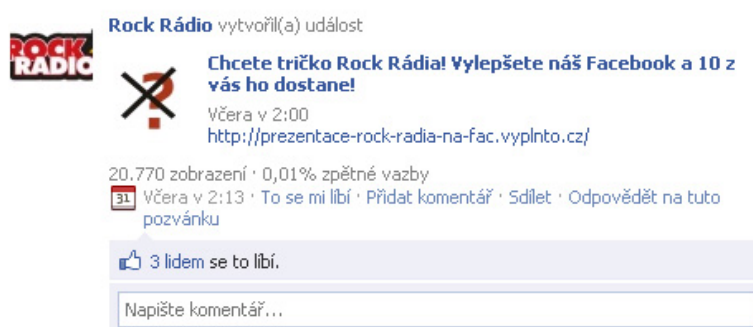 ROCK
RADIO
Rock Rádio vytvořil(a) událost
Chcete tričko Rock Rádia! Vylepšete náš Facebook a 10 z
vás ho dostane!
Včera v 2:00
http://prezentace-rock-radia-na-fac.vyplnto.cz/
20.770 zobrazení · 0,01% zpětné vazby
31 Včera v 2:13 · To se mi líbí · Přidat komentář · Sdílet · Odpovědět na tuto
pozvánku
3 lidem se to líbí.
Napište komentář...